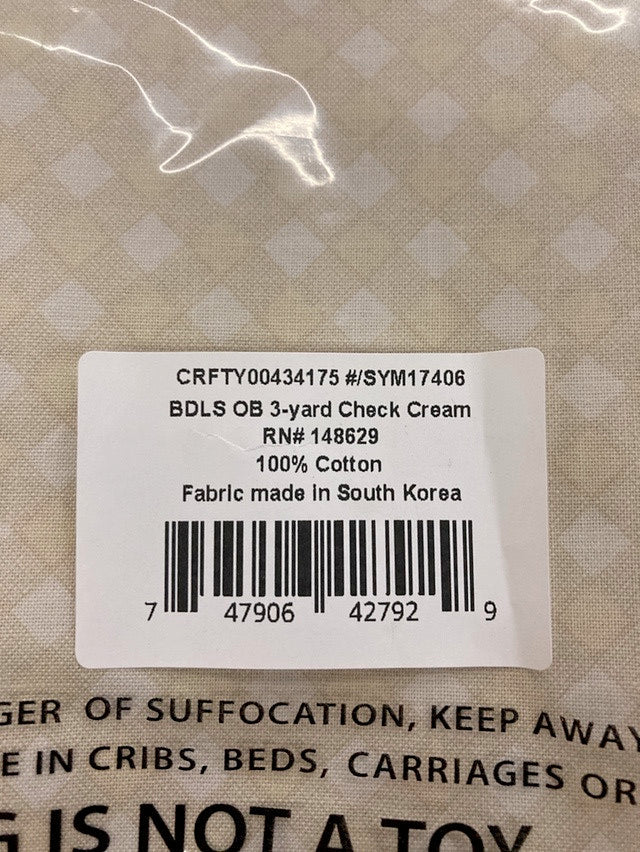 CRFTY00434175 #/SYM17406
BDLS OB 3-yard Check Cream
RN# 148629
100% Cotton
Fabric made in South Korea
7 47906 42792 9
OF SUFFOCATION, KEEP AWAY
IN CRIBS, BEDS, CARRIAGES OR
IS NOT A TOY